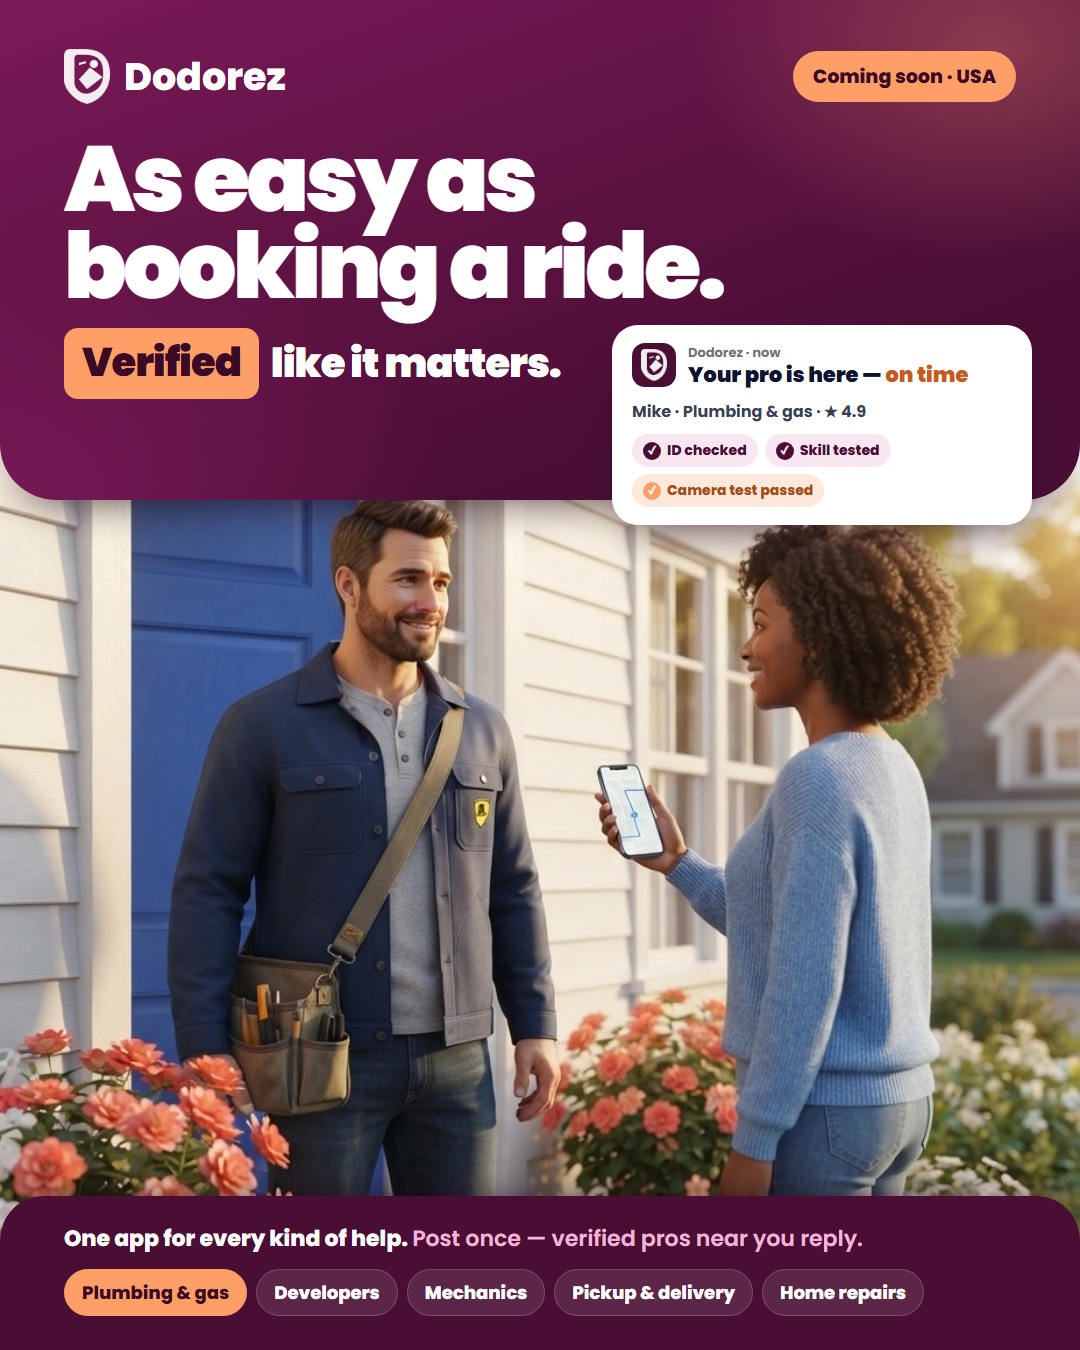 Dodorez
Coming soon · USA
As easy as
booking a ride.
Verified like it matters.
Dodorez · now
Your pro is here — on time
Mike · Plumbing & gas · ★ 4.9
ID checked
Skill tested
Camera test passed
One app for every kind of help. Post once — verified pros near you reply.
Plumbing & gas
Developers
Mechanics
Pickup & delivery
Home repairs